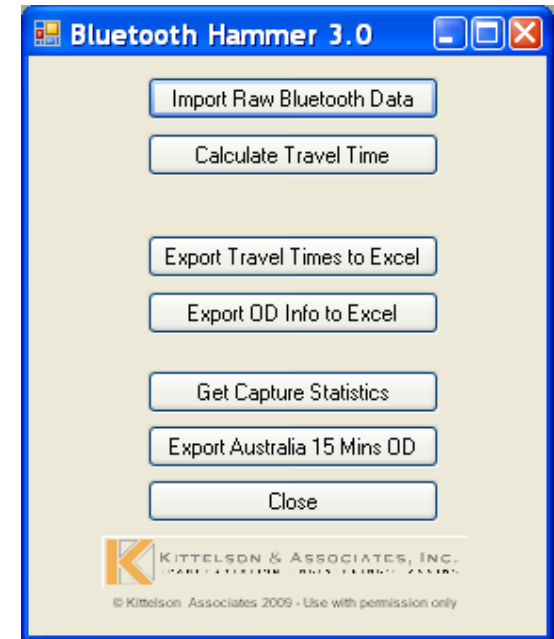 Bluetooth Hammer 3.0
Import Raw Bluetooth Data
Calculate Travel Time
Export Travel Times to Excel
Export OD Info to Excel
Get Capture Statistics
Export Australia 15 Mins OD
Close
KITTELSON & ASSOCIATES, INC.
© Kittelson Associates 2009 - Use with permission only